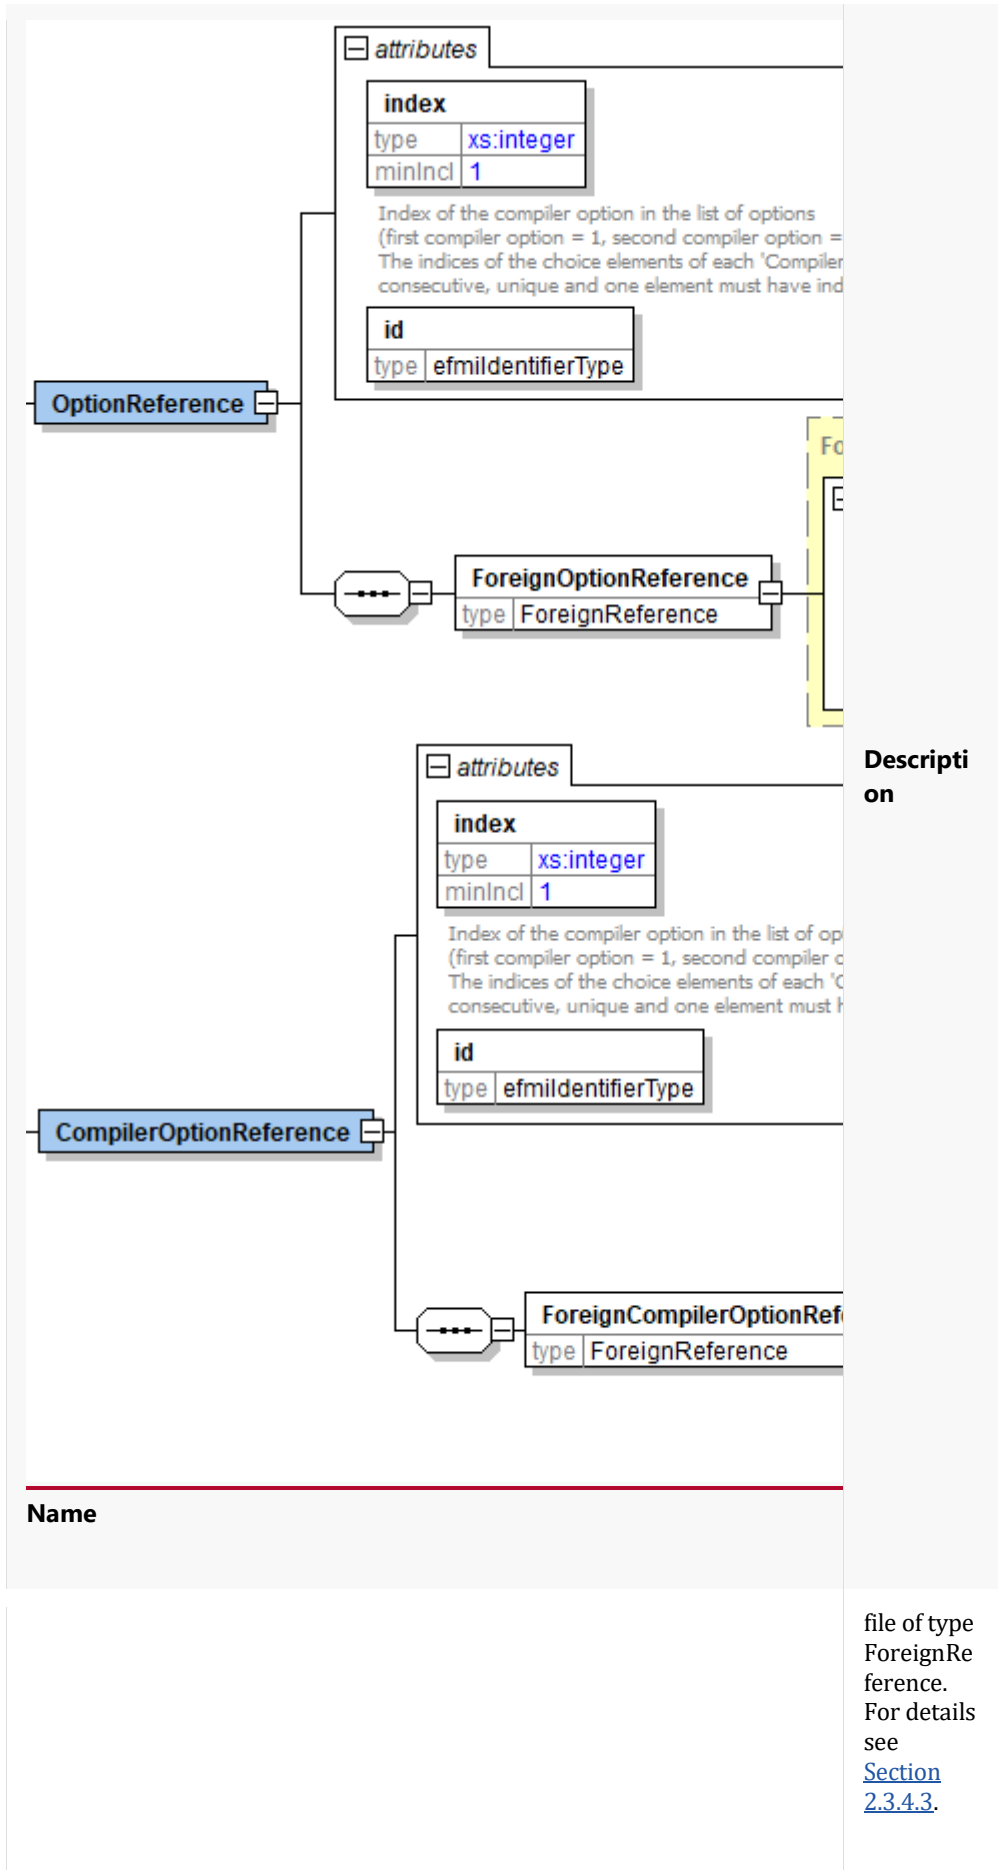 attributes
index
type xs:integer
minIncl 1
Index of the compiler option in the list of options
(first compiler option = 1, second compiler option =
The indices of the choice elements of each 'Compiler
consecutive, unique and one element must have ind
id
type efmiIdentifierType
OptionReference
Fo
ForeignOptionReference
type ForeignReference
attributes
index
type xs:integer
minIncl 1
Index of the compiler option in the list of op
(first compiler option = 1, second compiler
The indices of the choice elements of each
consecutive, unique and one element must
id
type efmiIdentifierType
CompilerOptionReference
ForeignCompilerOptionRef
type ForeignReference
Descripti
on
Name
file of type
ForeignRe
ference.
For details
see
Section
2.3.4.3.